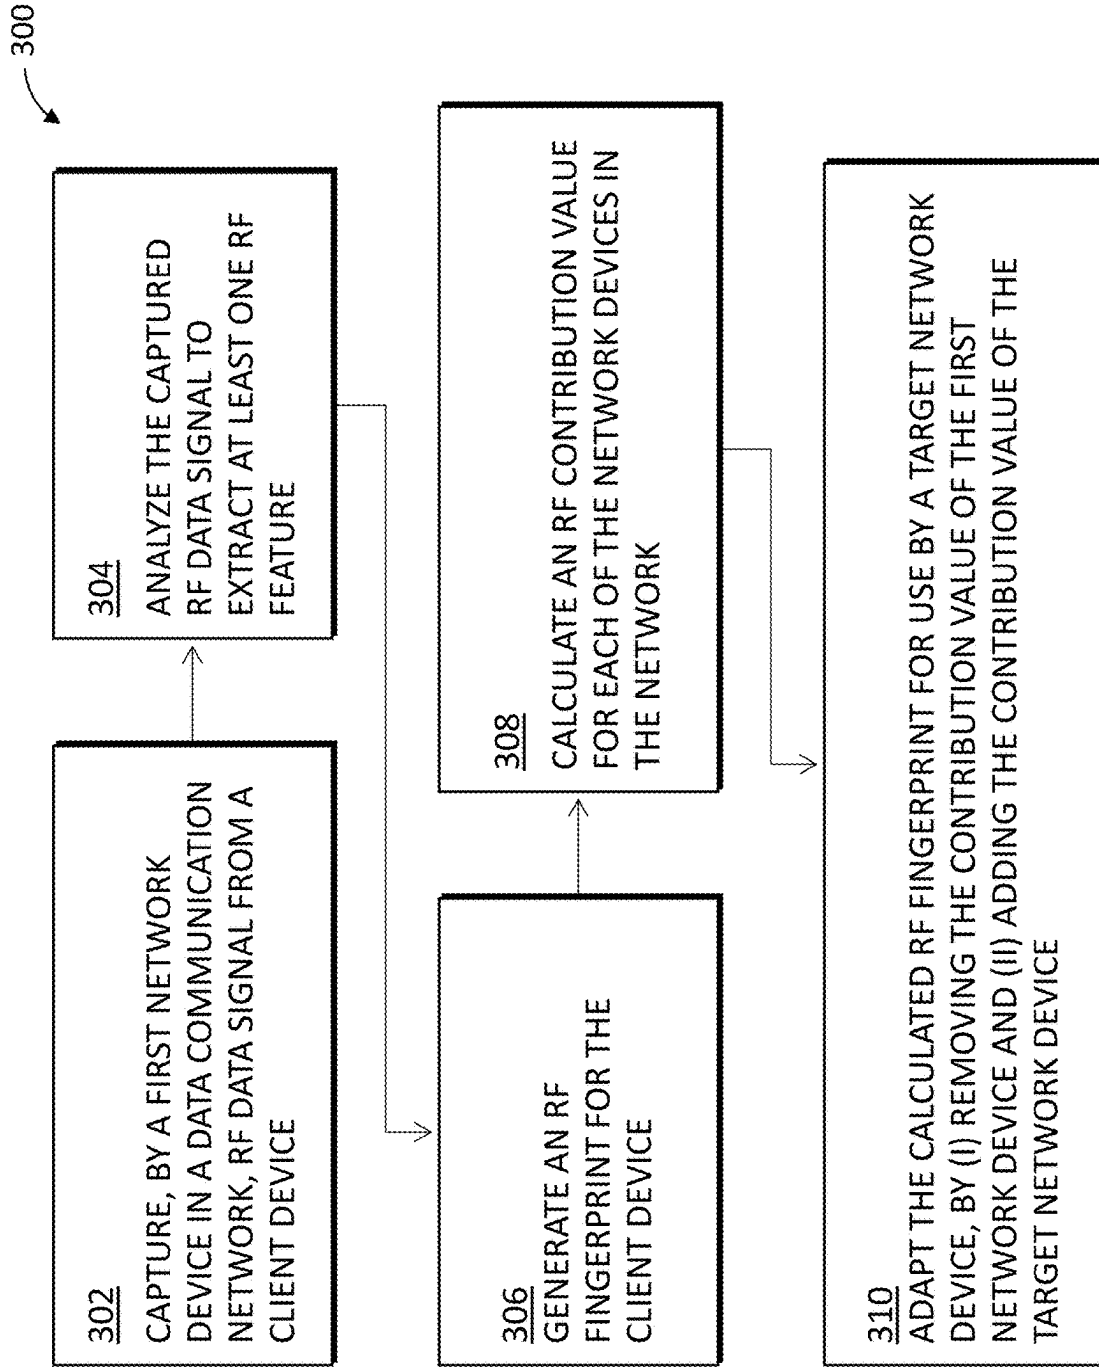 300
302
CAPTURE, BY A FIRST NETWORK
DEVICE IN A DATA COMMUNICATION
NETWORK, RF DATA SIGNAL FROM A
CLIENT DEVICE
304
ANALYZE THE CAPTURED
RF DATA SIGNAL TO
EXTRACT AT LEAST ONE RF
FEATURE
306
GENERATE AN RF
FINGERPRINT FOR THE
CLIENT DEVICE
308
CALCULATE AN RF CONTRIBUTION VALUE
FOR EACH OF THE NETWORK DEVICES IN
THE NETWORK
310
ADAPT THE CALCULATED RF FINGERPRINT FOR USE BY A TARGET NETWORK
DEVICE, BY (I) REMOVING THE CONTRIBUTION VALUE OF THE FIRST
NETWORK DEVICE AND (II) ADDING THE CONTRIBUTION VALUE OF THE
TARGET NETWORK DEVICE